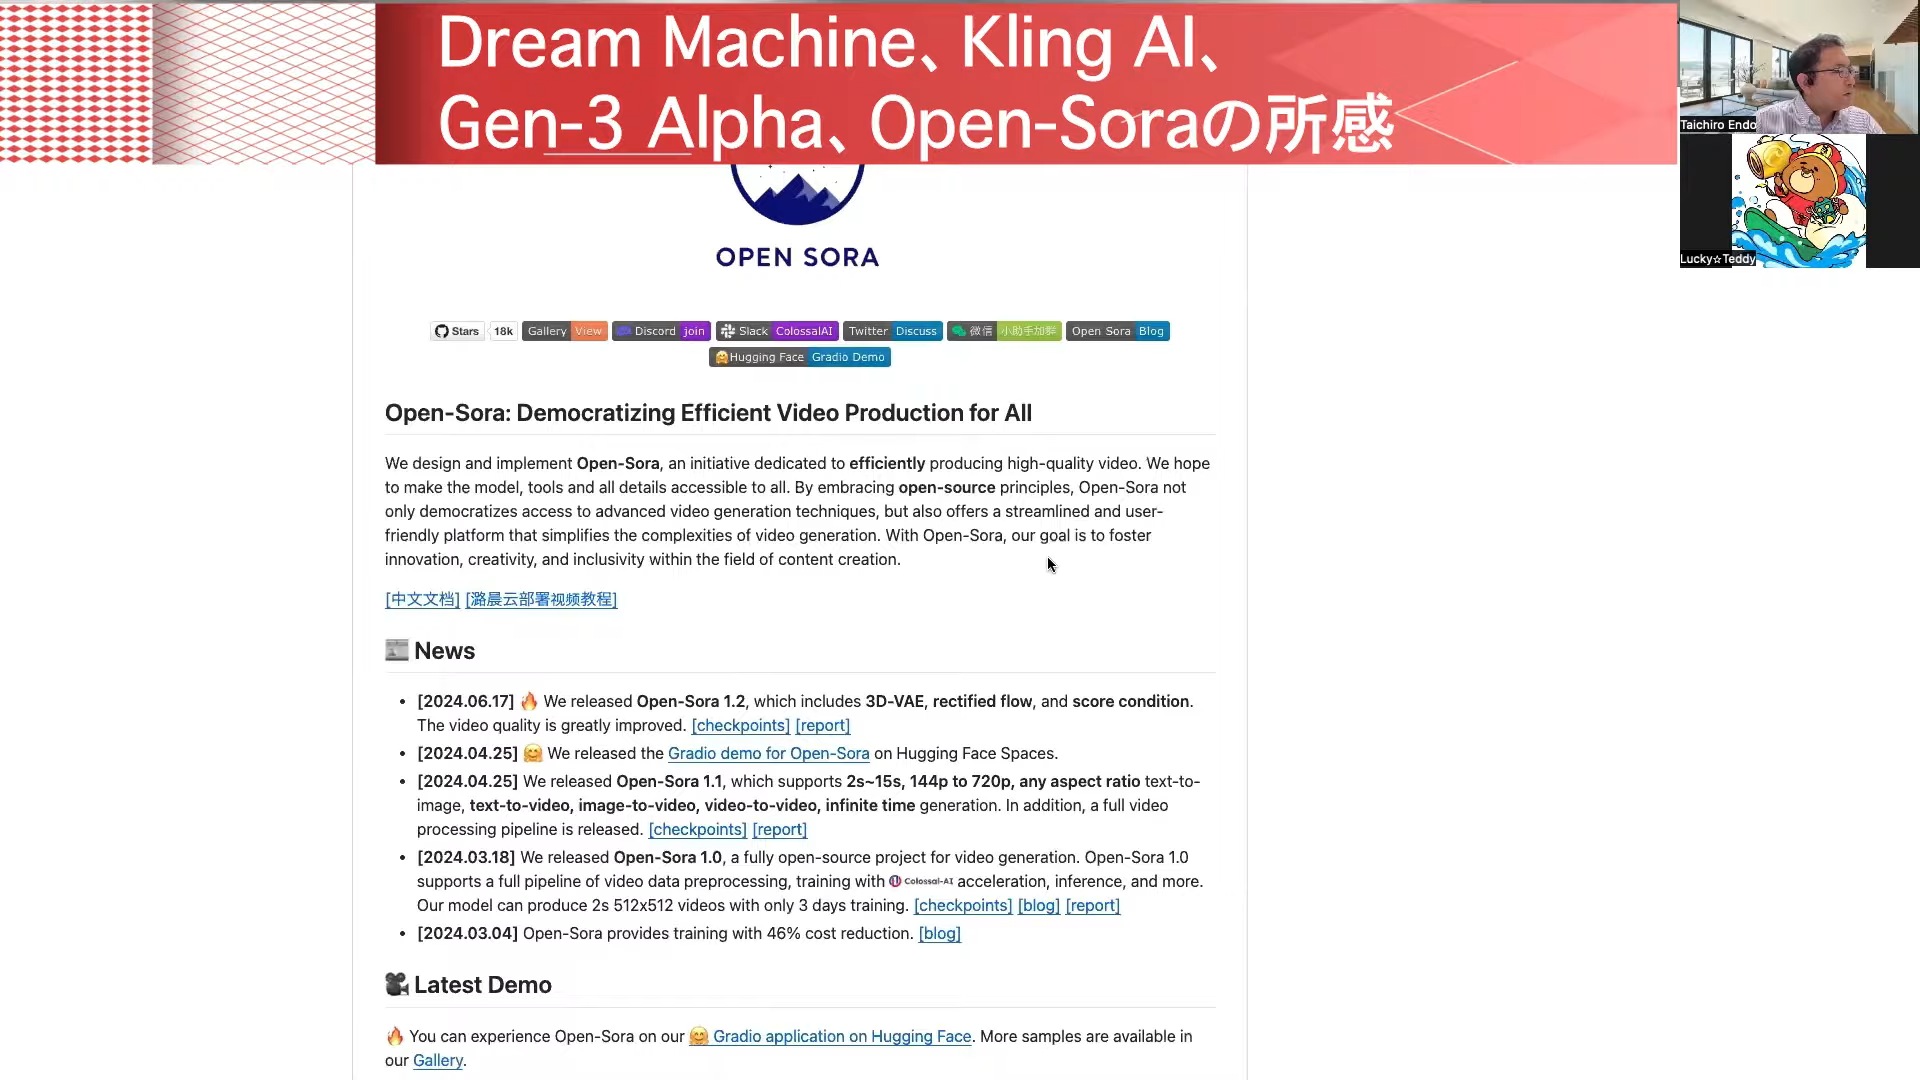 Dream Machine、Kling AI、
Gen-3 Alpha、Open-Soraの所感
Taichiro Endo
Lucky☆Teddy
OPEN SORA
Stars 18k Gallery View Discord join Slack ColossalAI Twitter Discuss 微信 小助手加群 Open Sora Blog
Hugging Face Gradio Demo
Open-Sora: Democratizing Efficient Video Production for All
We design and implement Open-Sora, an initiative dedicated to efficiently producing high-quality video. We hope
to make the model, tools and all details accessible to all. By embracing open-source principles, Open-Sora not
only democratizes access to advanced video generation techniques, but also offers a streamlined and user-
friendly platform that simplifies the complexities of video generation. With Open-Sora, our goal is to foster
innovation, creativity, and inclusivity within the field of content creation.
[中文文档] [潞晨云部署视频教程]
News
[2024.06.17] 🔥 We released Open-Sora 1.2, which includes 3D-VAE, rectified flow, and score condition.
The video quality is greatly improved. [checkpoints] [report]
[2024.04.25] 🤗 We released the Gradio demo for Open-Sora on Hugging Face Spaces.
[2024.04.25] We released Open-Sora 1.1, which supports 2s~15s, 144p to 720p, any aspect ratio text-to-
image, text-to-video, image-to-video, video-to-video, infinite time generation. In addition, a full video
processing pipeline is released. [checkpoints] [report]
[2024.03.18] We released Open-Sora 1.0, a fully open-source project for video generation. Open-Sora 1.0
supports a full pipeline of video data preprocessing, training with Colossal-AI acceleration, inference, and more.
Our model can produce 2s 512x512 videos with only 3 days training. [checkpoints] [blog] [report]
[2024.03.04] Open-Sora provides training with 46% cost reduction. [blog]
Latest Demo
🔥 You can experience Open-Sora on our 🤗 Gradio application on Hugging Face. More samples are available in
our Gallery.